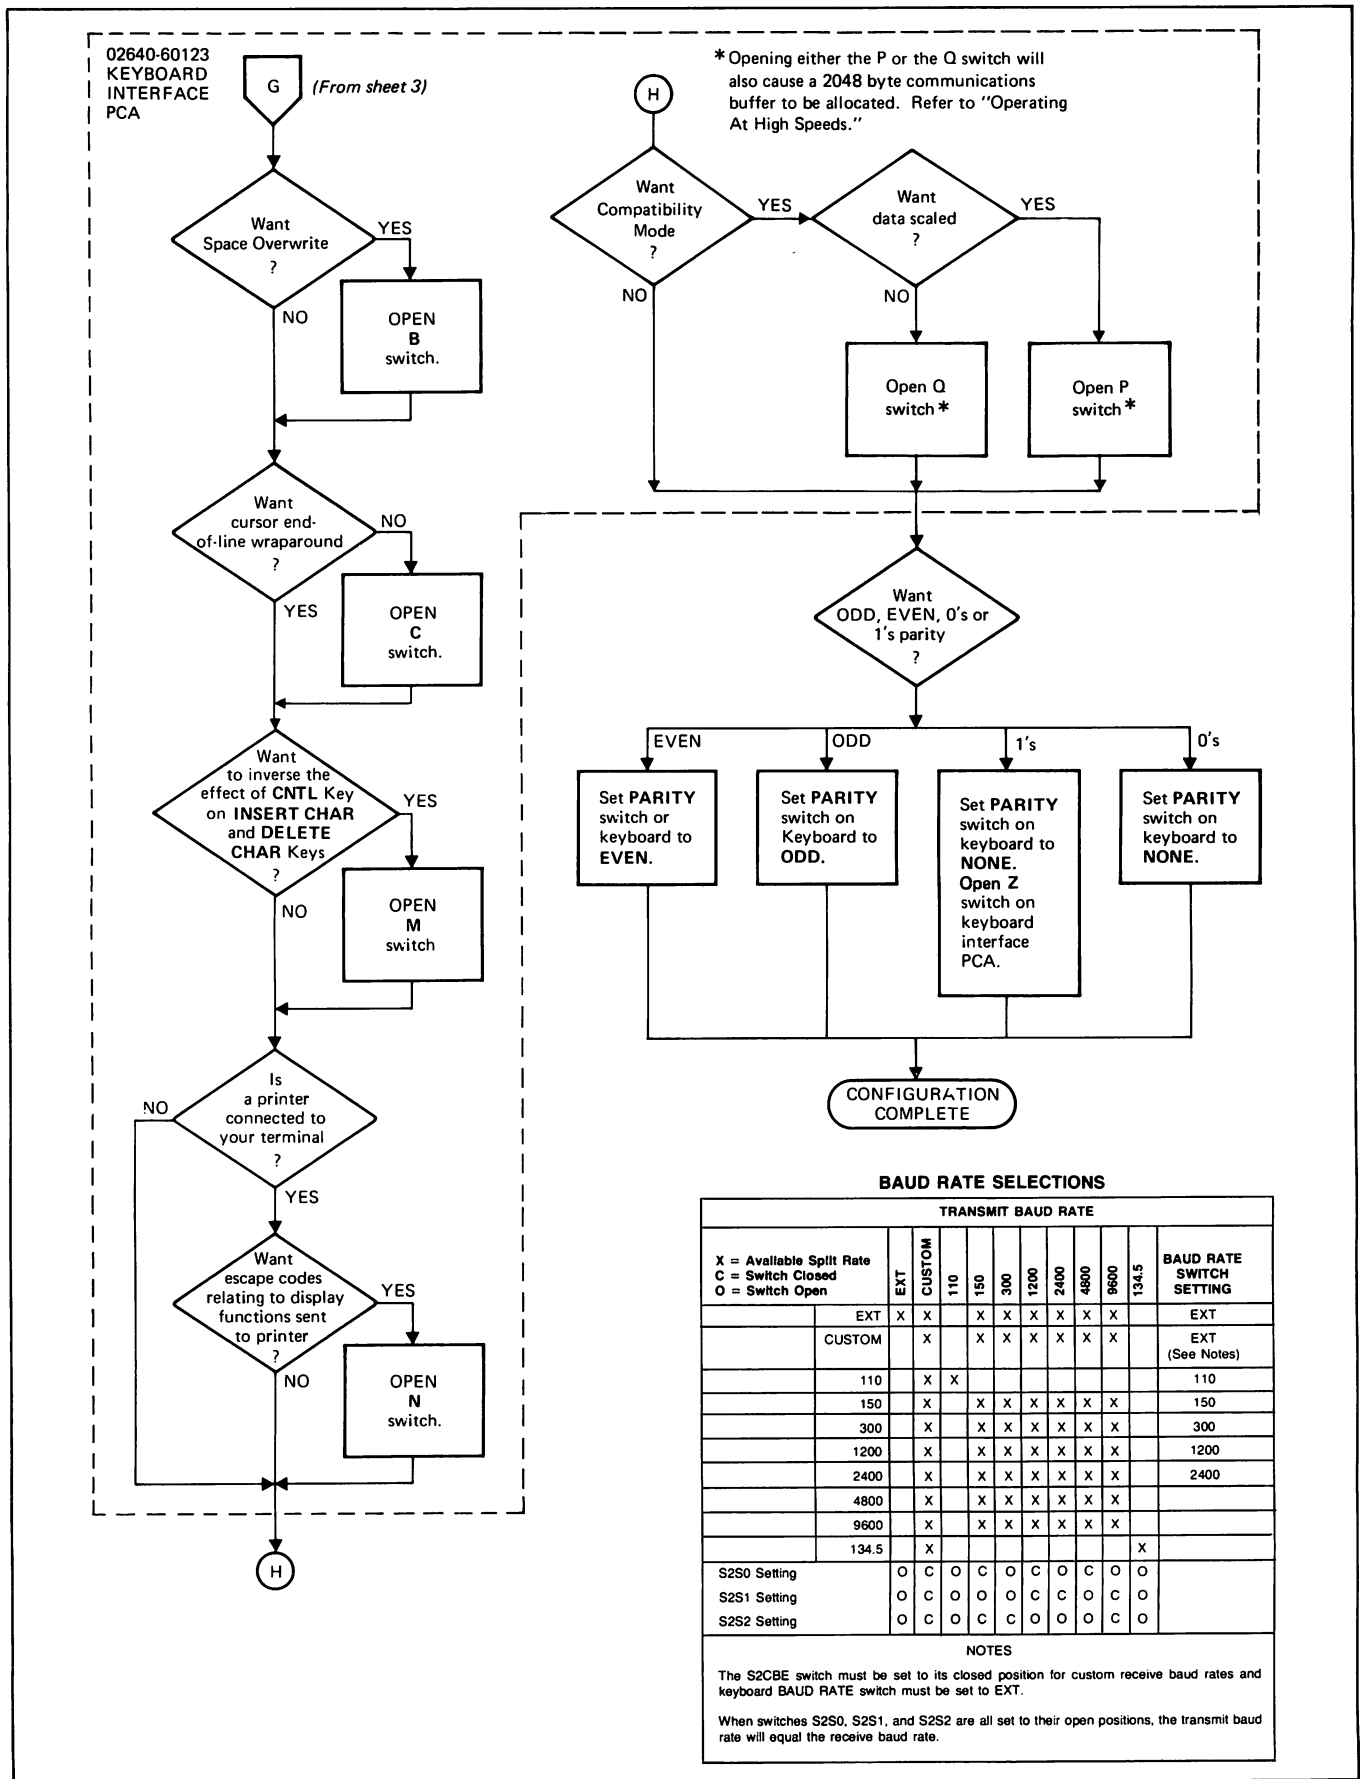 02640-60123
KEYBOARD
INTERFACE
PCA
G
(From sheet 3)
Want
Space Overwrite
?
YES
NO
OPEN
B
switch.
Want
cursor end-
of-line wraparound
?
NO
YES
OPEN
C
switch.
Want
to inverse the
effect of CNTL Key
on INSERT CHAR
and DELETE
CHAR Keys
?
YES
NO
OPEN
M
switch
Is
a printer
connected to
your terminal
?
NO
YES
Want
escape codes
relating to display
functions sent
to printer
?
YES
NO
OPEN
N
switch.
H
H
* Opening either the P or the Q switch will
also cause a 2048 byte communications
buffer to be allocated. Refer to "Operating
At High Speeds."
Want
Compatibility
Mode
?
YES
NO
Want
data scaled
?
YES
NO
Open Q
switch*
Open P
switch*
Want
ODD, EVEN, 0's or
1's parity
?
EVEN
ODD
1's
0's
Set PARITY
switch or
keyboard to
EVEN.
Set PARITY
switch on
Keyboard to
ODD.
Set PARITY
switch on
keyboard to
NONE.
Open Z
switch on
keyboard
interface
PCA.
Set PARITY
switch on
keyboard to
NONE.
CONFIGURATION
COMPLETE
BAUD RATE SELECTIONS
TRANSMIT BAUD RATE
X = Available Split Rate
C = Switch Closed
O = Switch Open
EXT CUSTOM 110 150 300 1200 2400 4800 9600 134.5
BAUD RATE
SWITCH
SETTING
EXT X X X X X X X X EXT
CUSTOM X X X X X X X EXT
(See Notes)
110 X X 110
150 X X X X X X X 150
300 X X X X X X X 300
1200 X X X X X X X 1200
2400 X X X X X X X 2400
4800 X X X X X X X
9600 X X X X X X X
134.5 X X
S2S0 Setting O C O C O C O C O O
S2S1 Setting O C O O O C C O C O
S2S2 Setting O C O C C O O O C O
NOTES
The S2CBE switch must be set to its closed position for custom receive baud rates and
keyboard BAUD RATE switch must be set to EXT.
When switches S2S0, S2S1, and S2S2 are all set to their open positions, the transmit baud
rate will equal the receive baud rate.